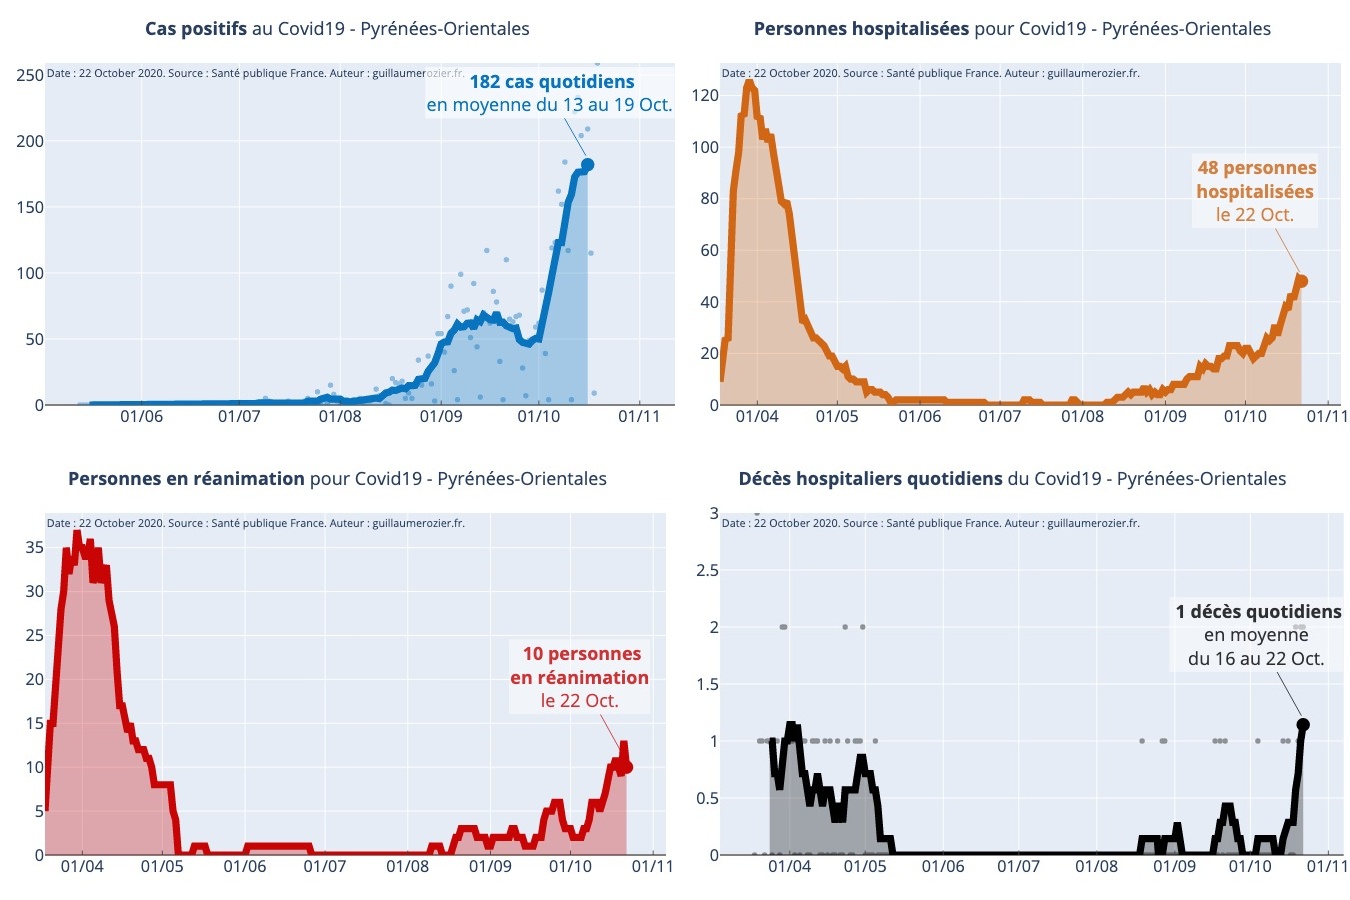 Cas positifs au Covid19 - Pyrénées-Orientales
Date : 22 October 2020. Source : Santé publique France. Auteur : guillaumerozier.fr.
182 cas quotidiens
en moyenne du 13 au 19 Oct.
250
200
150
100
50
0
01/06 01/07 01/08 01/09 01/10 01/11
Personnes hospitalisées pour Covid19 - Pyrénées-Orientales
Date : 22 October 2020. Source : Santé publique France. Auteur : guillaumerozier.fr.
48 personnes
hospitalisées
le 22 Oct.
120
100
80
60
40
20
0
01/04 01/05 01/06 01/07 01/08 01/09 01/10 01/11
Personnes en réanimation pour Covid19 - Pyrénées-Orientales
Date : 22 October 2020. Source : Santé publique France. Auteur : guillaumerozier.fr.
10 personnes
en réanimation
le 22 Oct.
35
30
25
20
15
10
5
0
01/04 01/05 01/06 01/07 01/08 01/09 01/10 01/11
Décès hospitaliers quotidiens du Covid19 - Pyrénées-Orientales
Date : 22 October 2020. Source : Santé publique France. Auteur : guillaumerozier.fr.
1 décès quotidiens
en moyenne
du 16 au 22 Oct.
3
2.5
2
1.5
1
0.5
0
01/04 01/05 01/06 01/07 01/08 01/09 01/10 01/11